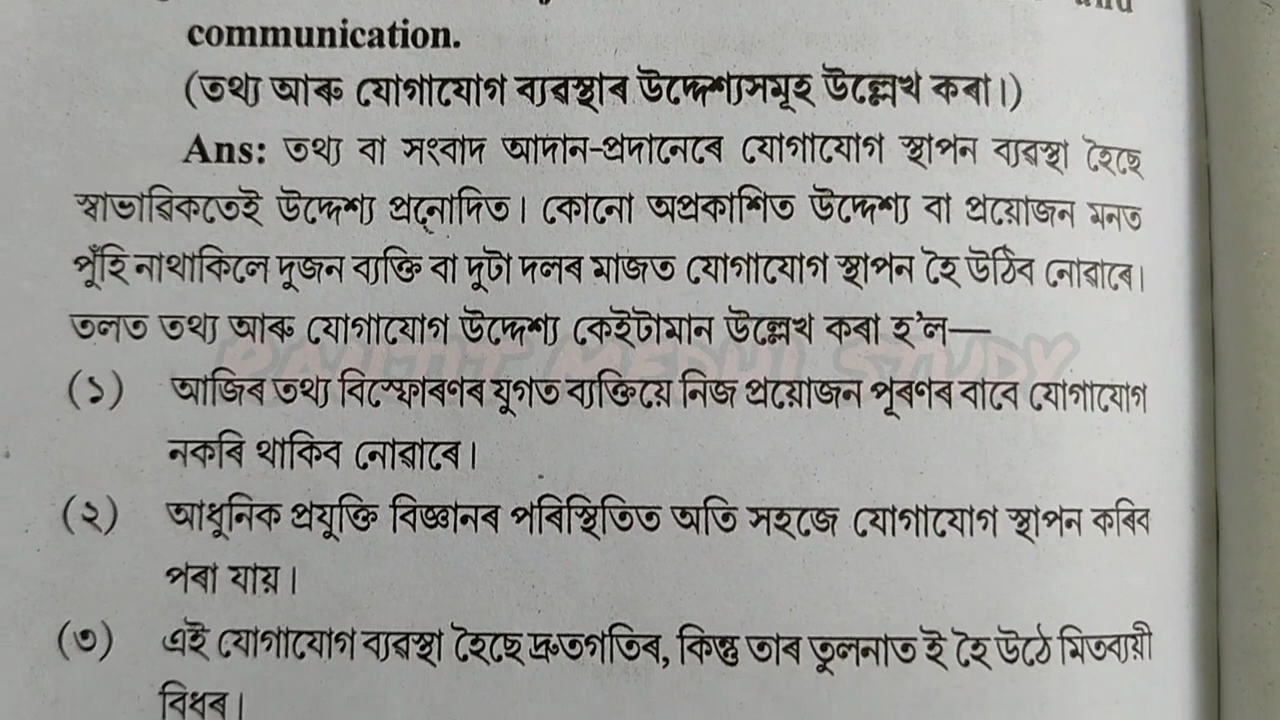 communication.
(তথ্য আৰু যোগাযোগ ব্যৱস্থাৰ উদ্দেশ্যসমূহ উল্লেখ কৰা।)
Ans: তথ্য বা সংবাদ আদান-প্ৰদানেৰে যোগাযোগ স্থাপন ব্যৱস্থা হৈছে
স্বাভাৱিকতেই উদ্দেশ্য প্ৰনোদিত। কোনো অপ্ৰকাশিত উদ্দেশ্য বা প্ৰয়োজন মনত
পুঁহি নাথাকিলে দুজন ব্যক্তি বা দুটা দলৰ মাজত যোগাযোগ স্থাপন হৈ উঠিব নোৱাৰে।
তলত তথ্য আৰু যোগাযোগ উদ্দেশ্য কেইটামান উল্লেখ কৰা হ'ল—
(১) আজিৰ তথ্য বিস্ফোৰণৰ যুগত ব্যক্তিয়ে নিজ প্ৰয়োজন পূৰণৰ বাবে যোগাযোগ
নকৰি থাকিব নোৱাৰে।
(২) আধুনিক প্ৰযুক্তি বিজ্ঞানৰ পৰিস্থিতিত অতি সহজে যোগাযোগ স্থাপন কৰিব
পৰা যায়।
(৩) এই যোগাযোগ ব্যৱস্থা হৈছে দ্ৰুতগতিৰ, কিন্তু তাৰ তুলনাত ই হৈ উঠে মিতব্যয়ী
বিধৰ।